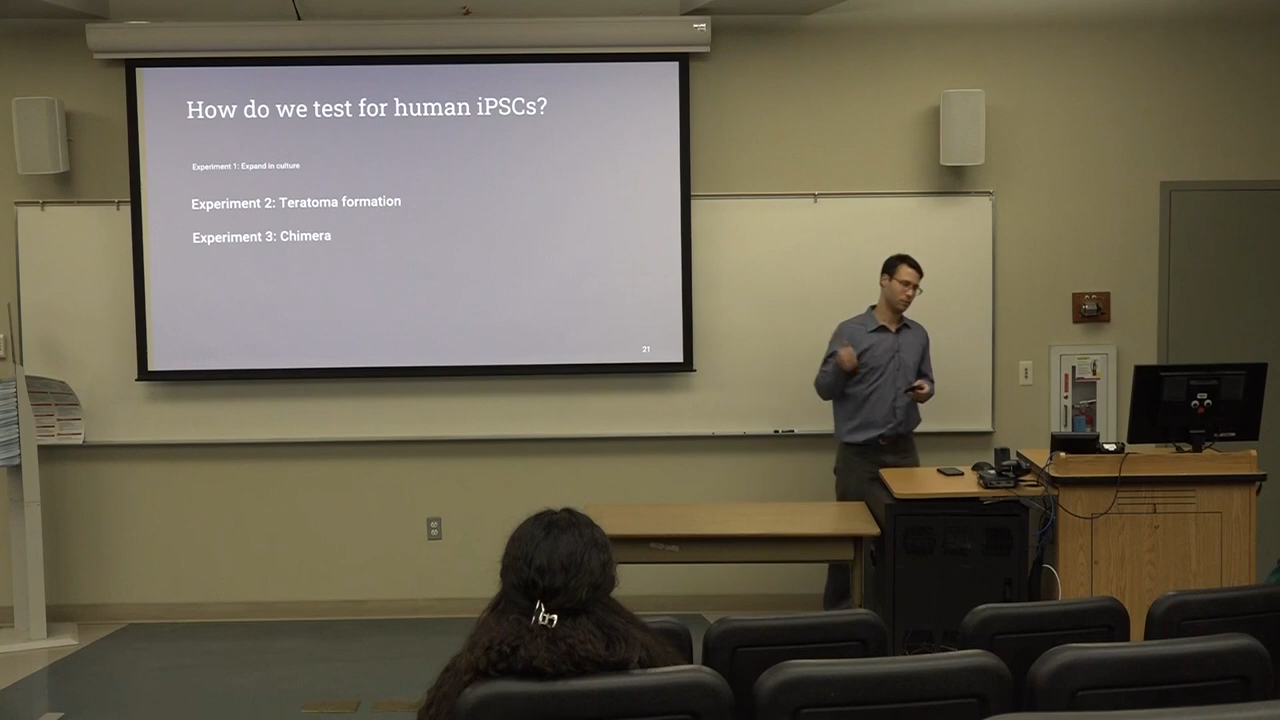 How do we test for human iPSCs?
Experiment 1: Expand in culture
Experiment 2: Teratoma formation
Experiment 3: Chimera
21